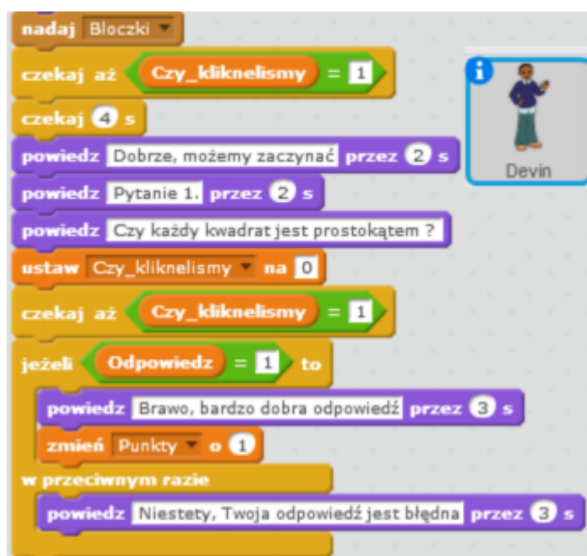 nadaj Bloczki
czekaj aż Czy_kliknelismy = 1
czekaj 4 s
powiedz Dobrze, możemy zaczynać przez 2 s
powiedz Pytanie 1. przez 2 s
powiedz Czy każdy kwadrat jest prostokątem ?
ustaw Czy_kliknelismy na 0
czekaj aż Czy_kliknelismy = 1
jeżeli Odpowiedz = 1 to
powiedz Brawo, bardzo dobra odpowiedź przez 3 s
zmień Punkty o 1
w przeciwnym razie
powiedz Niestety, Twoja odpowiedź jest błędna przez 3 s
i
Devin